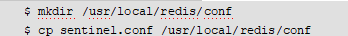 $ mkdir /usr/local/redis/conf
$ cp sentinel.conf /usr/local/redis/conf